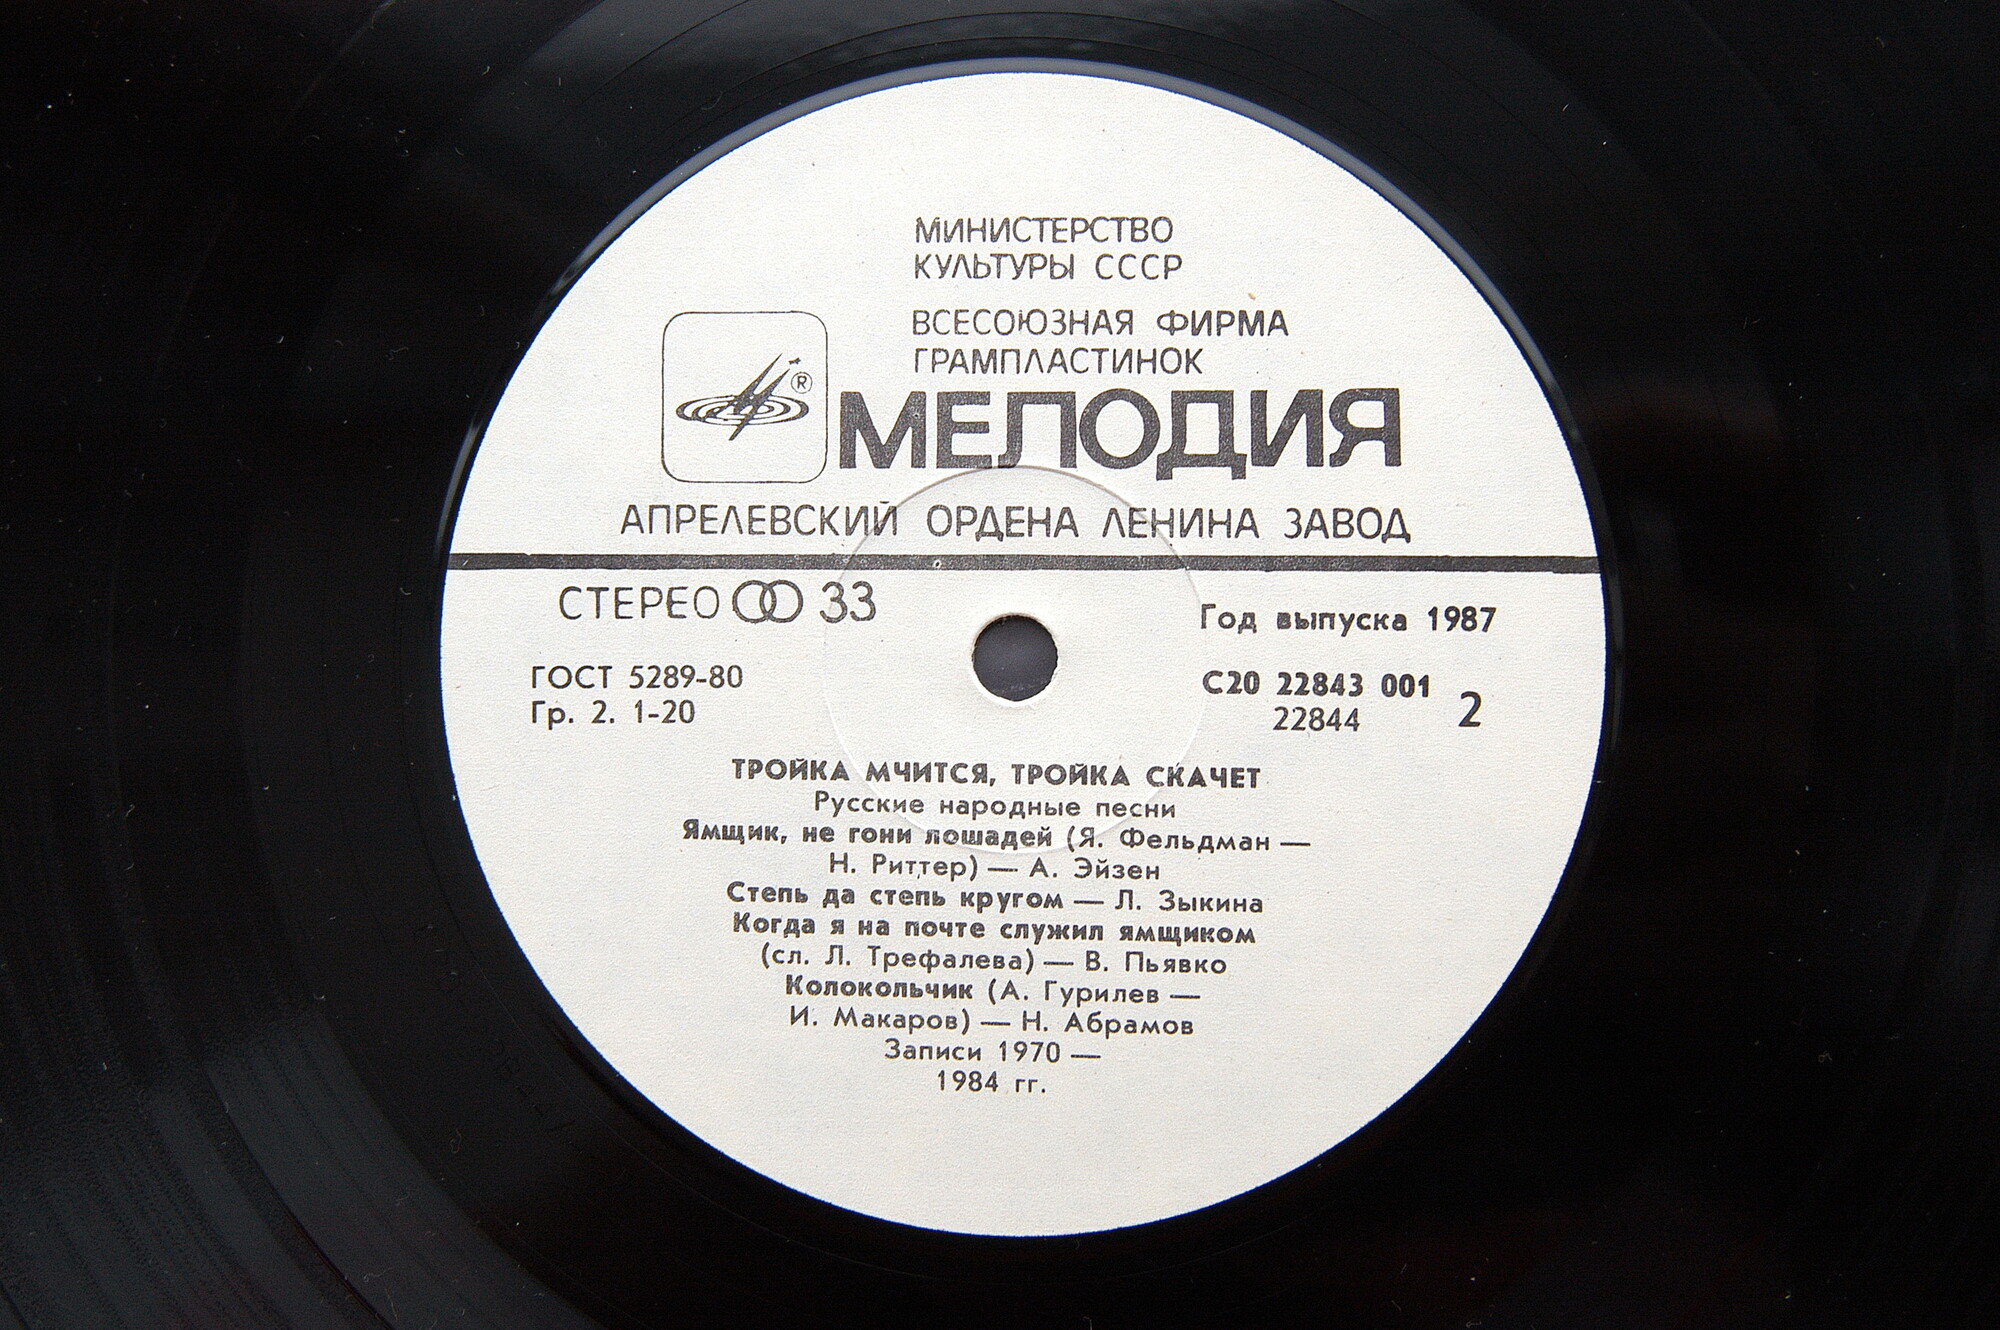 МИНИСТЕРСТВО
КУЛЬТУРЫ СССР
ВСЕСОЮЗНАЯ ФИРМА
ГРАМПЛАСТИНОК
®
МЕЛОДИЯ
АПРЕЛЕВСКИЙ ОРДЕНА ЛЕНИНА ЗАВОД
СТЕРЕО 33
Год выпуска 1987
ГОСТ 5289-80
Гр. 2. 1-20
С20 22843 001
22844
2
ТРОЙКА МЧИТСЯ, ТРОЙКА СКАЧЕТ
Русские народные песни
Ямщик, не гони лошадей (Я. Фельдман —
Н. Риттер) — А. Эйзен
Степь да степь кругом — Л. Зыкина
Когда я на почте служил ямщиком
(сл. Л. Трефалева) — В. Пьявко
Колокольчик (А. Гурилев —
И. Макаров) — Н. Абрамов
Записи 1970 —
1984 гг.